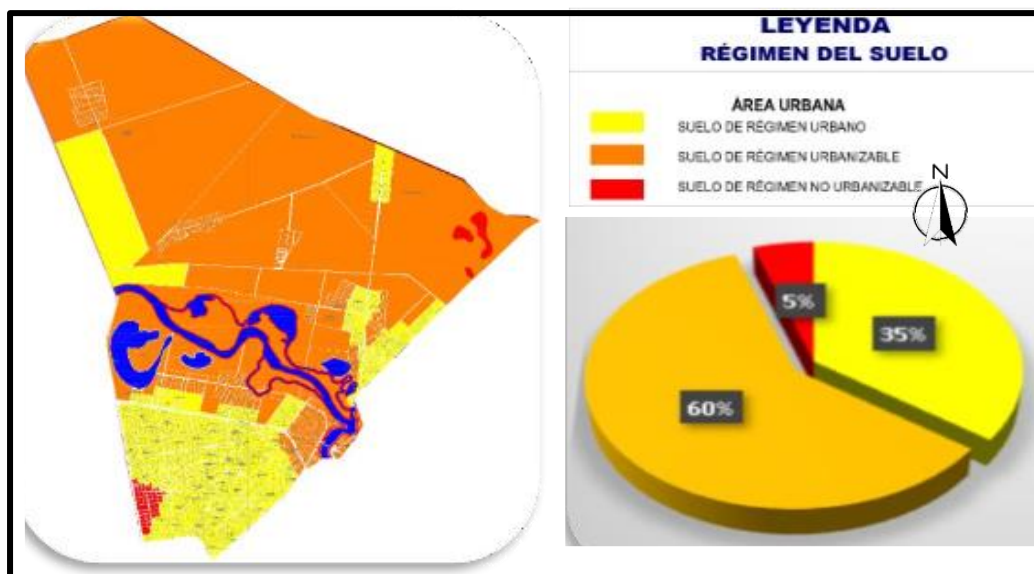 LEYENDA
RÉGIMEN DEL SUELO
ÁREA URBANA
SUELO DE RÉGIMEN URBANO
SUELO DE RÉGIMEN URBANIZABLE
SUELO DE RÉGIMEN NO URBANIZABLE
N
5%
35%
60%